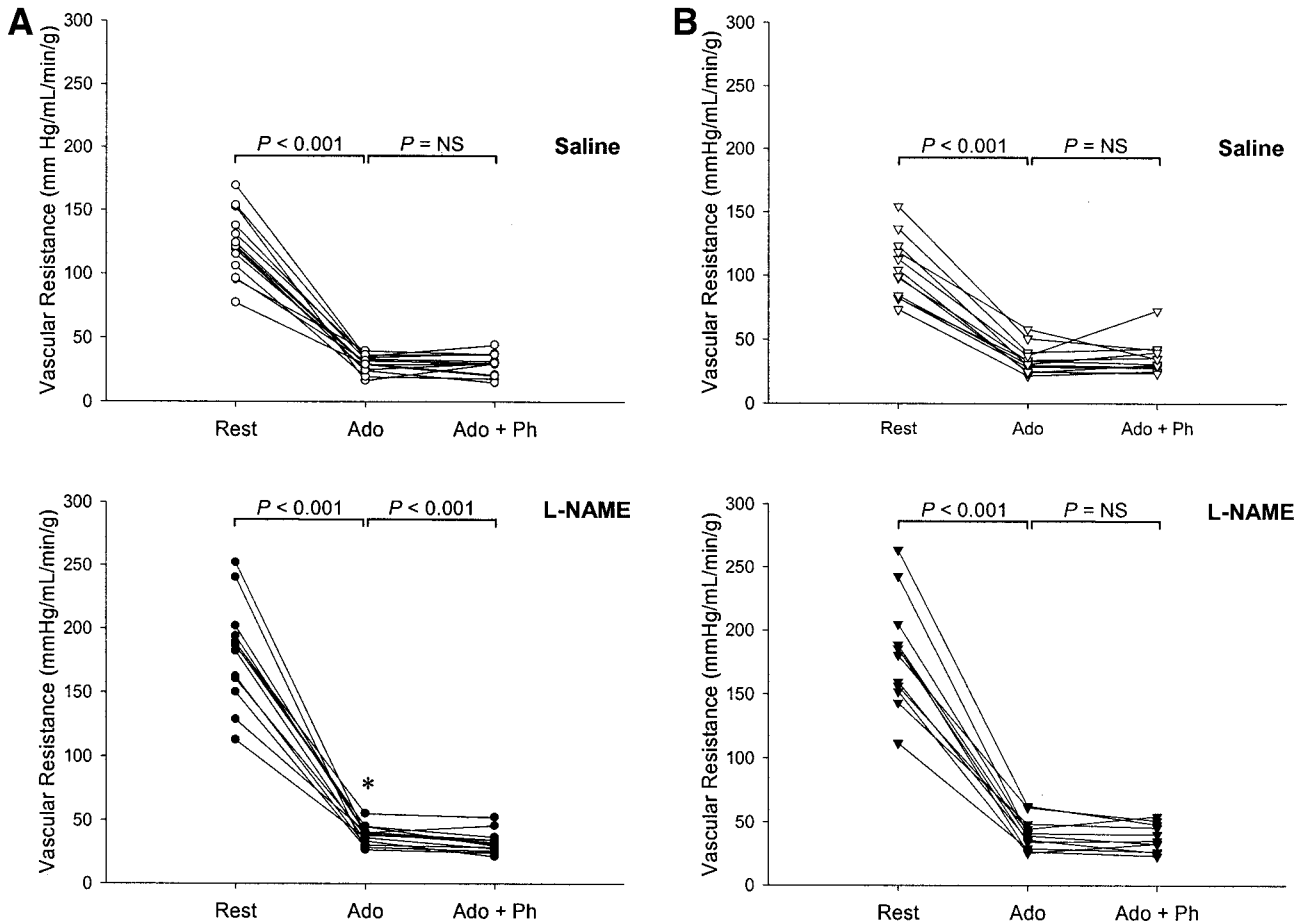 A
Vascular Resistance (mm Hg/mL/min/g)
300
250
200
150
100
50
0
P < 0.001
P = NS
Saline
Rest
Ado
Ado + Ph
B
Vascular Resistance (mmHg/mL/min/g)
300
250
200
150
100
50
0
P < 0.001
P = NS
Saline
Rest
Ado
Ado + Ph
Vascular Resistance (mmHg/mL/min/g)
300
250
200
150
100
50
0
P < 0.001
P < 0.001
L-NAME
*
Rest
Ado
Ado + Ph
Vascular Resistance (mmHg/mL/min/g)
300
250
200
150
100
50
0
P < 0.001
P = NS
L-NAME
Rest
Ado
Ado + Ph